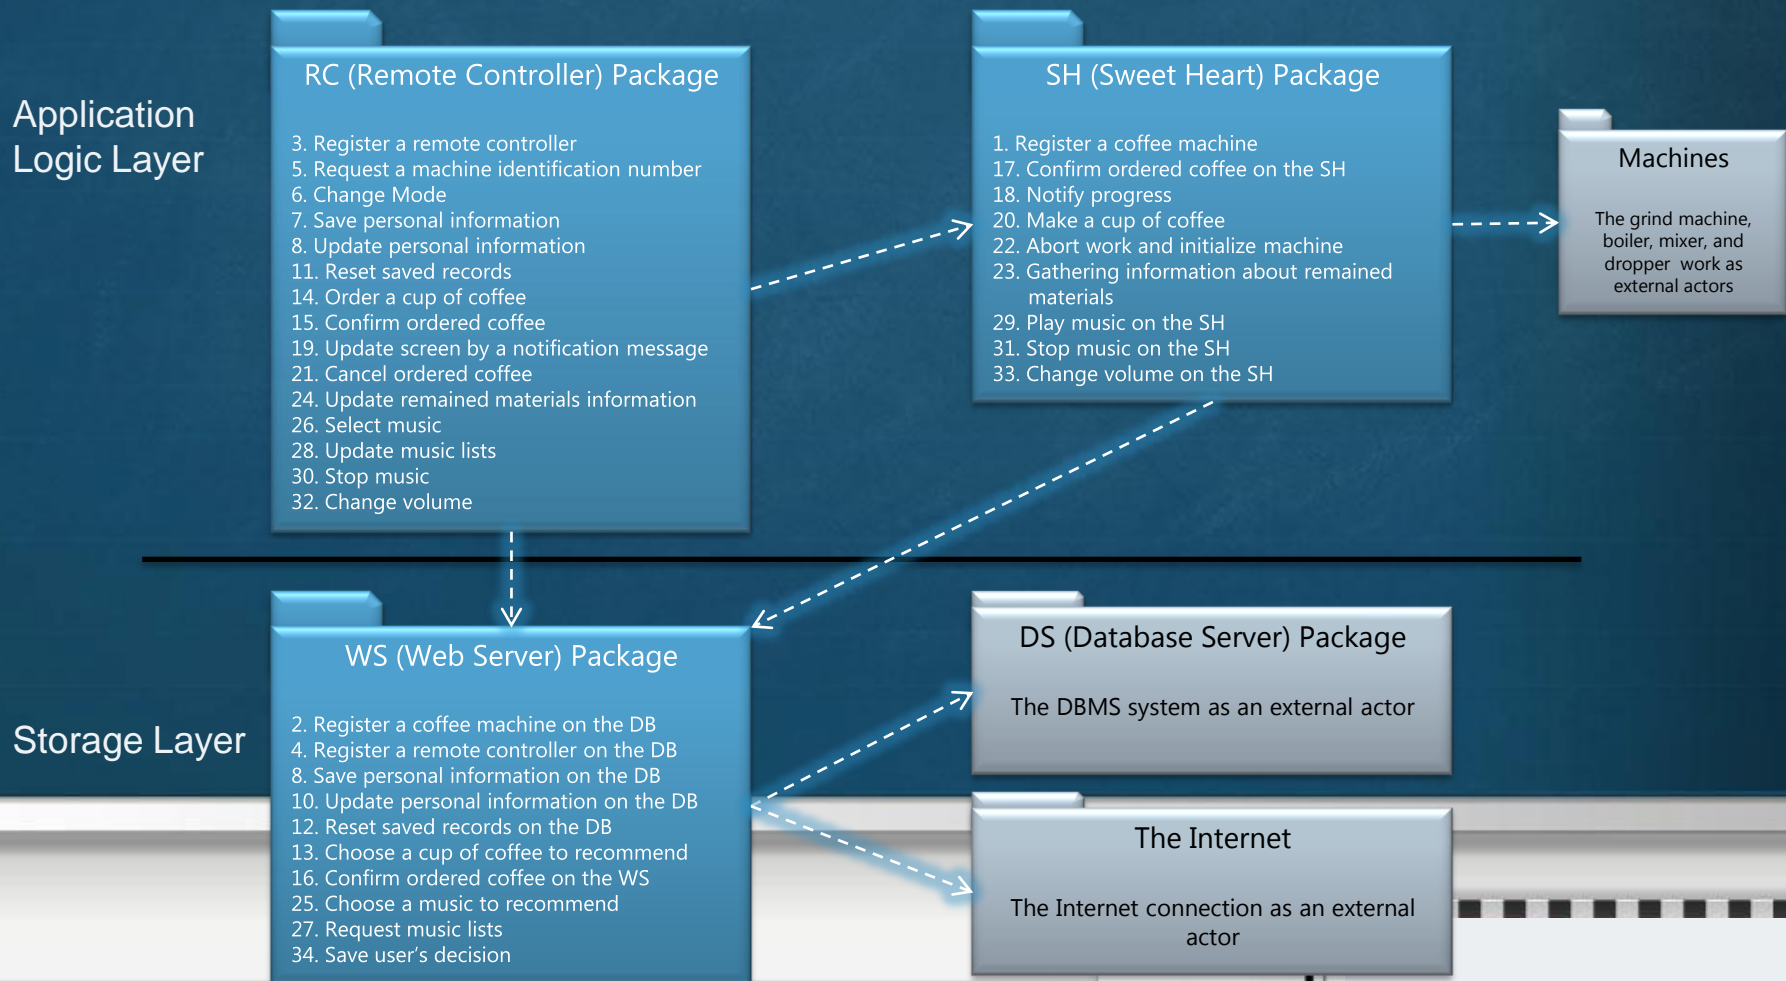 Application
Logic Layer
RC (Remote Controller) Package
3. Register a remote controller
5. Request a machine identification number
6. Change Mode
7. Save personal information
8. Update personal information
11. Reset saved records
14. Order a cup of coffee
15. Confirm ordered coffee
19. Update screen by a notification message
21. Cancel ordered coffee
24. Update remained materials information
26. Select music
28. Update music lists
30. Stop music
32. Change volume
SH (Sweet Heart) Package
1. Register a coffee machine
17. Confirm ordered coffee on the SH
18. Notify progress
20. Make a cup of coffee
22. Abort work and initialize machine
23. Gathering information about remained
materials
29. Play music on the SH
31. Stop music on the SH
33. Change volume on the SH
Machines
The grind machine,
boiler, mixer, and
dropper work as
external actors
Storage Layer
WS (Web Server) Package
2. Register a coffee machine on the DB
4. Register a remote controller on the DB
8. Save personal information on the DB
10. Update personal information on the DB
12. Reset saved records on the DB
13. Choose a cup of coffee to recommend
16. Confirm ordered coffee on the WS
25. Choose a music to recommend
27. Request music lists
34. Save user's decision
DS (Database Server) Package
The DBMS system as an external actor
The Internet
The Internet connection as an external
actor